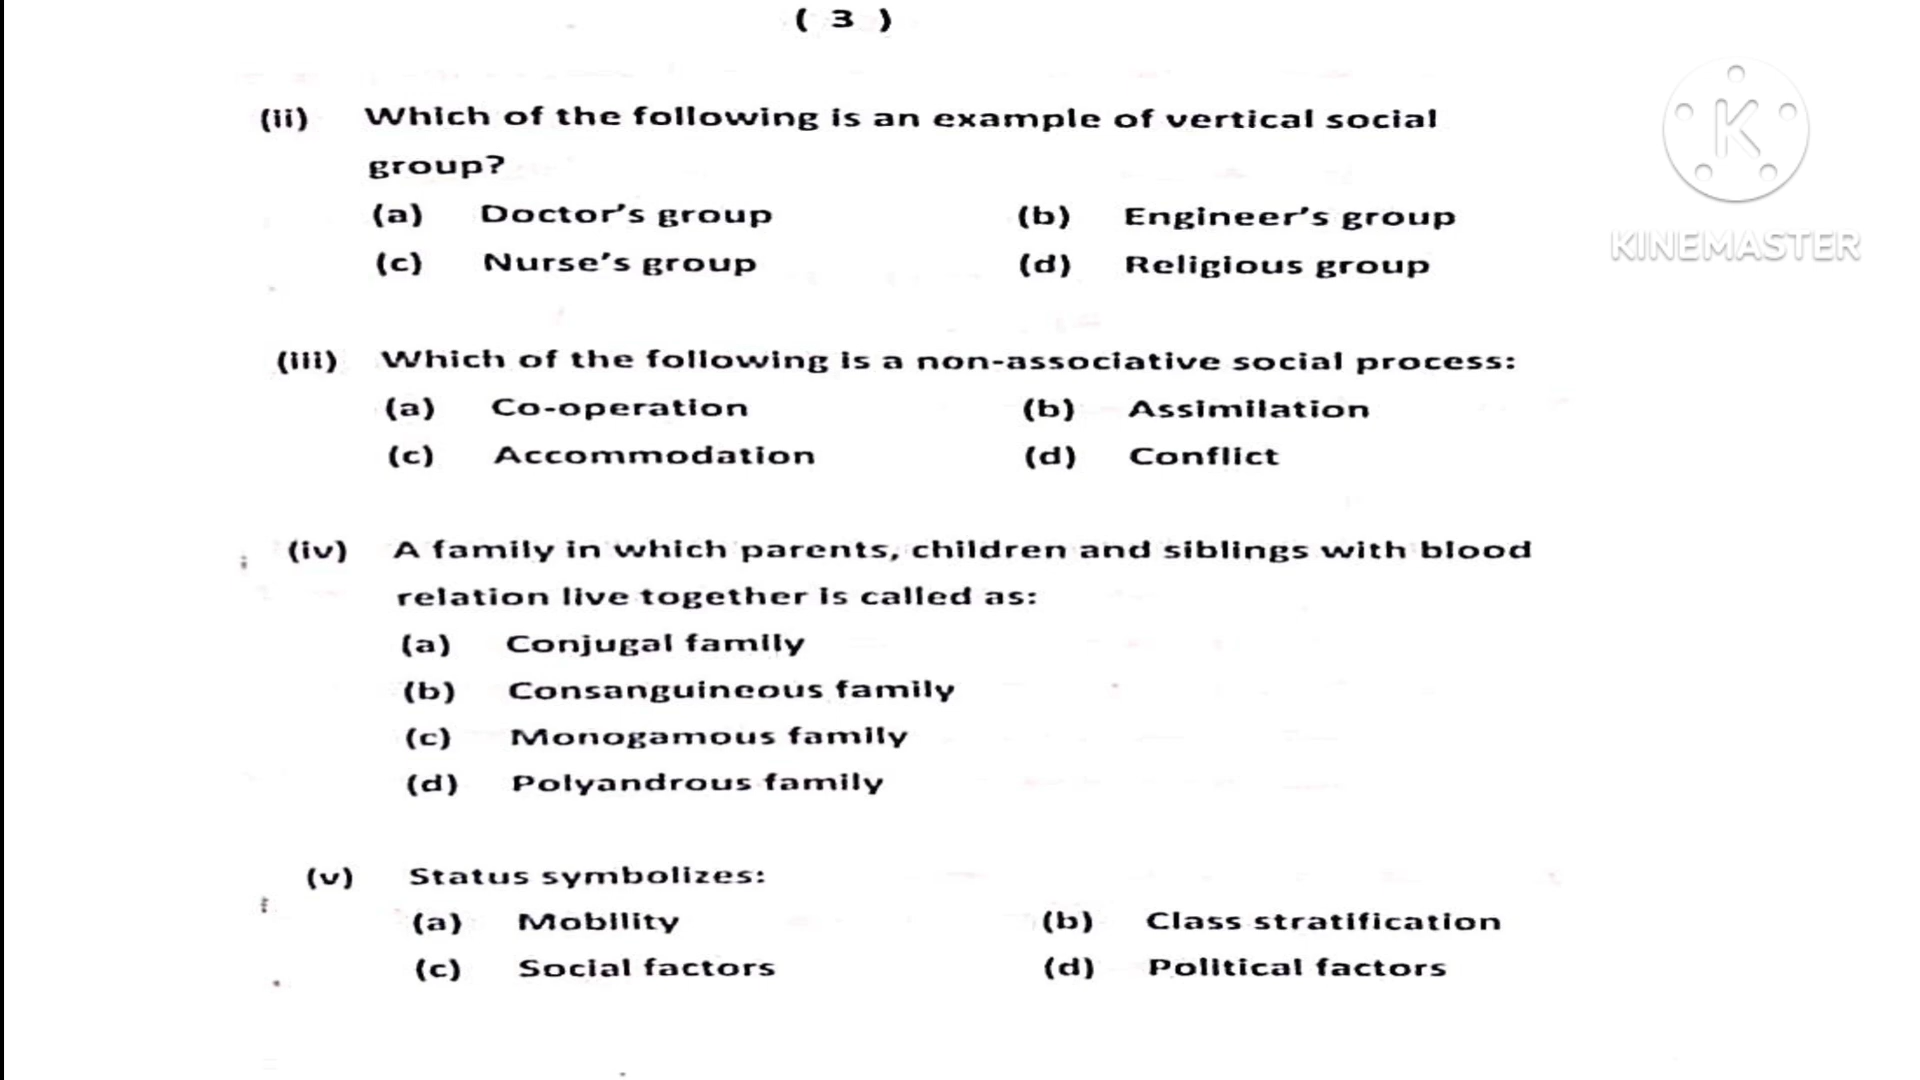 ( 3 )
(ii) Which of the following is an example of vertical social
group?
(a) Doctor's group (b) Engineer's group
(c) Nurse's group (d) Religious group
(iii) Which of the following is a non-associative social process:
(a) Co-operation (b) Assimilation
(c) Accommodation (d) Conflict
(iv) A family in which parents, children and siblings with blood
relation live together is called as:
(a) Conjugal family
(b) Consanguineous family
(c) Monogamous family
(d) Polyandrous family
(v) Status symbolizes:
(a) Mobility (b) Class stratification
(c) Social factors (d) Political factors
K
KINEMASTER